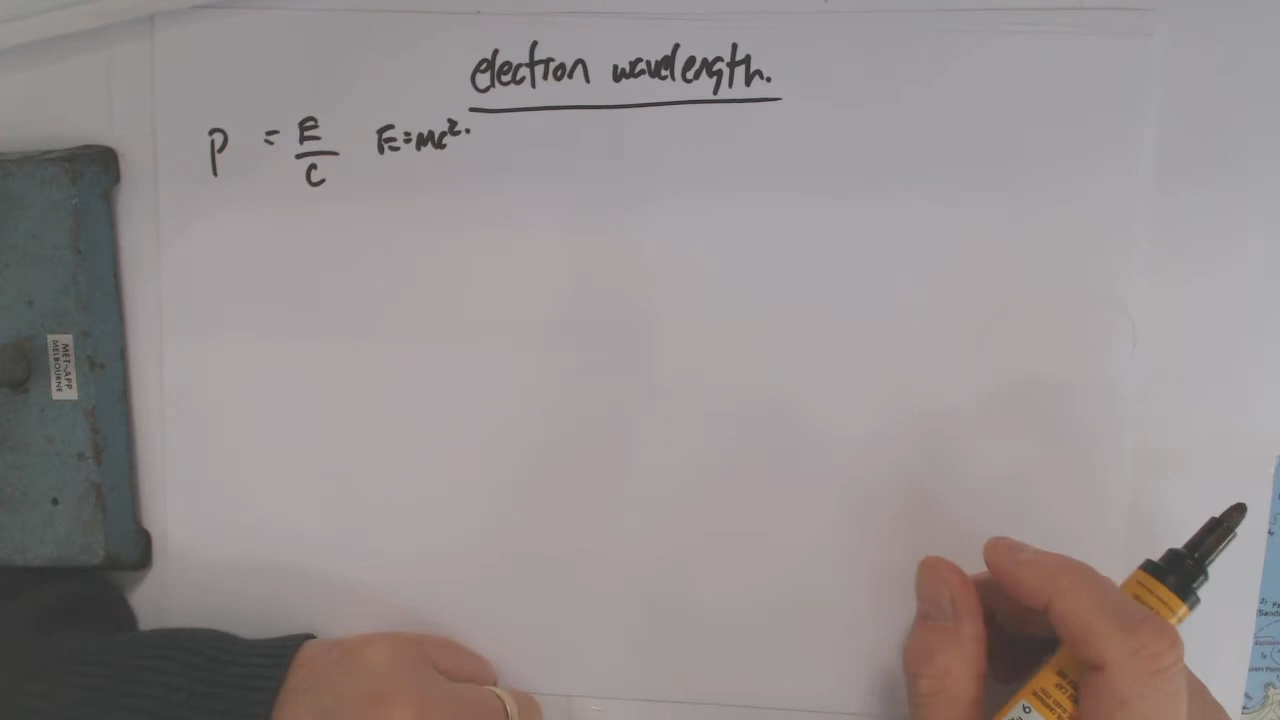 electron wavelength.
P = E/C E=mc².
MET-APP
MELBOURNE